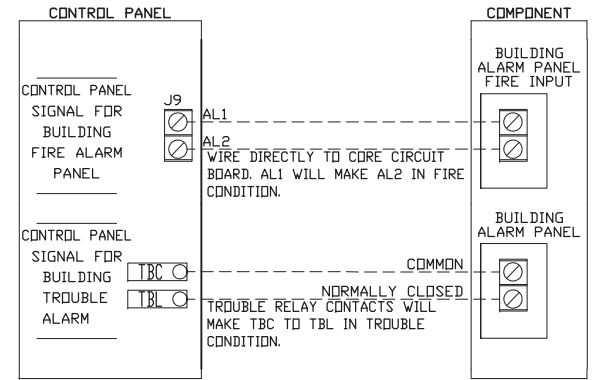 CONTROL PANEL
COMPONENT
CONTROL PANEL
SIGNAL FOR
BUILDING
FIRE ALARM
PANEL
J9
AL1
AL2
WIRE DIRECTLY TO CORE CIRCUIT
BOARD. AL1 WILL MAKE AL2 IN FIRE
CONDITION.
BUILDING
ALARM PANEL
FIRE INPUT
CONTROL PANEL
SIGNAL FOR
BUILDING
TROUBLE
ALARM
TBC
TBL
COMMON
NORMALLY CLOSED
TROUBLE RELAY CONTACTS WILL
MAKE TBC TO TBL IN TROUBLE
CONDITION.
BUILDING
ALARM PANEL